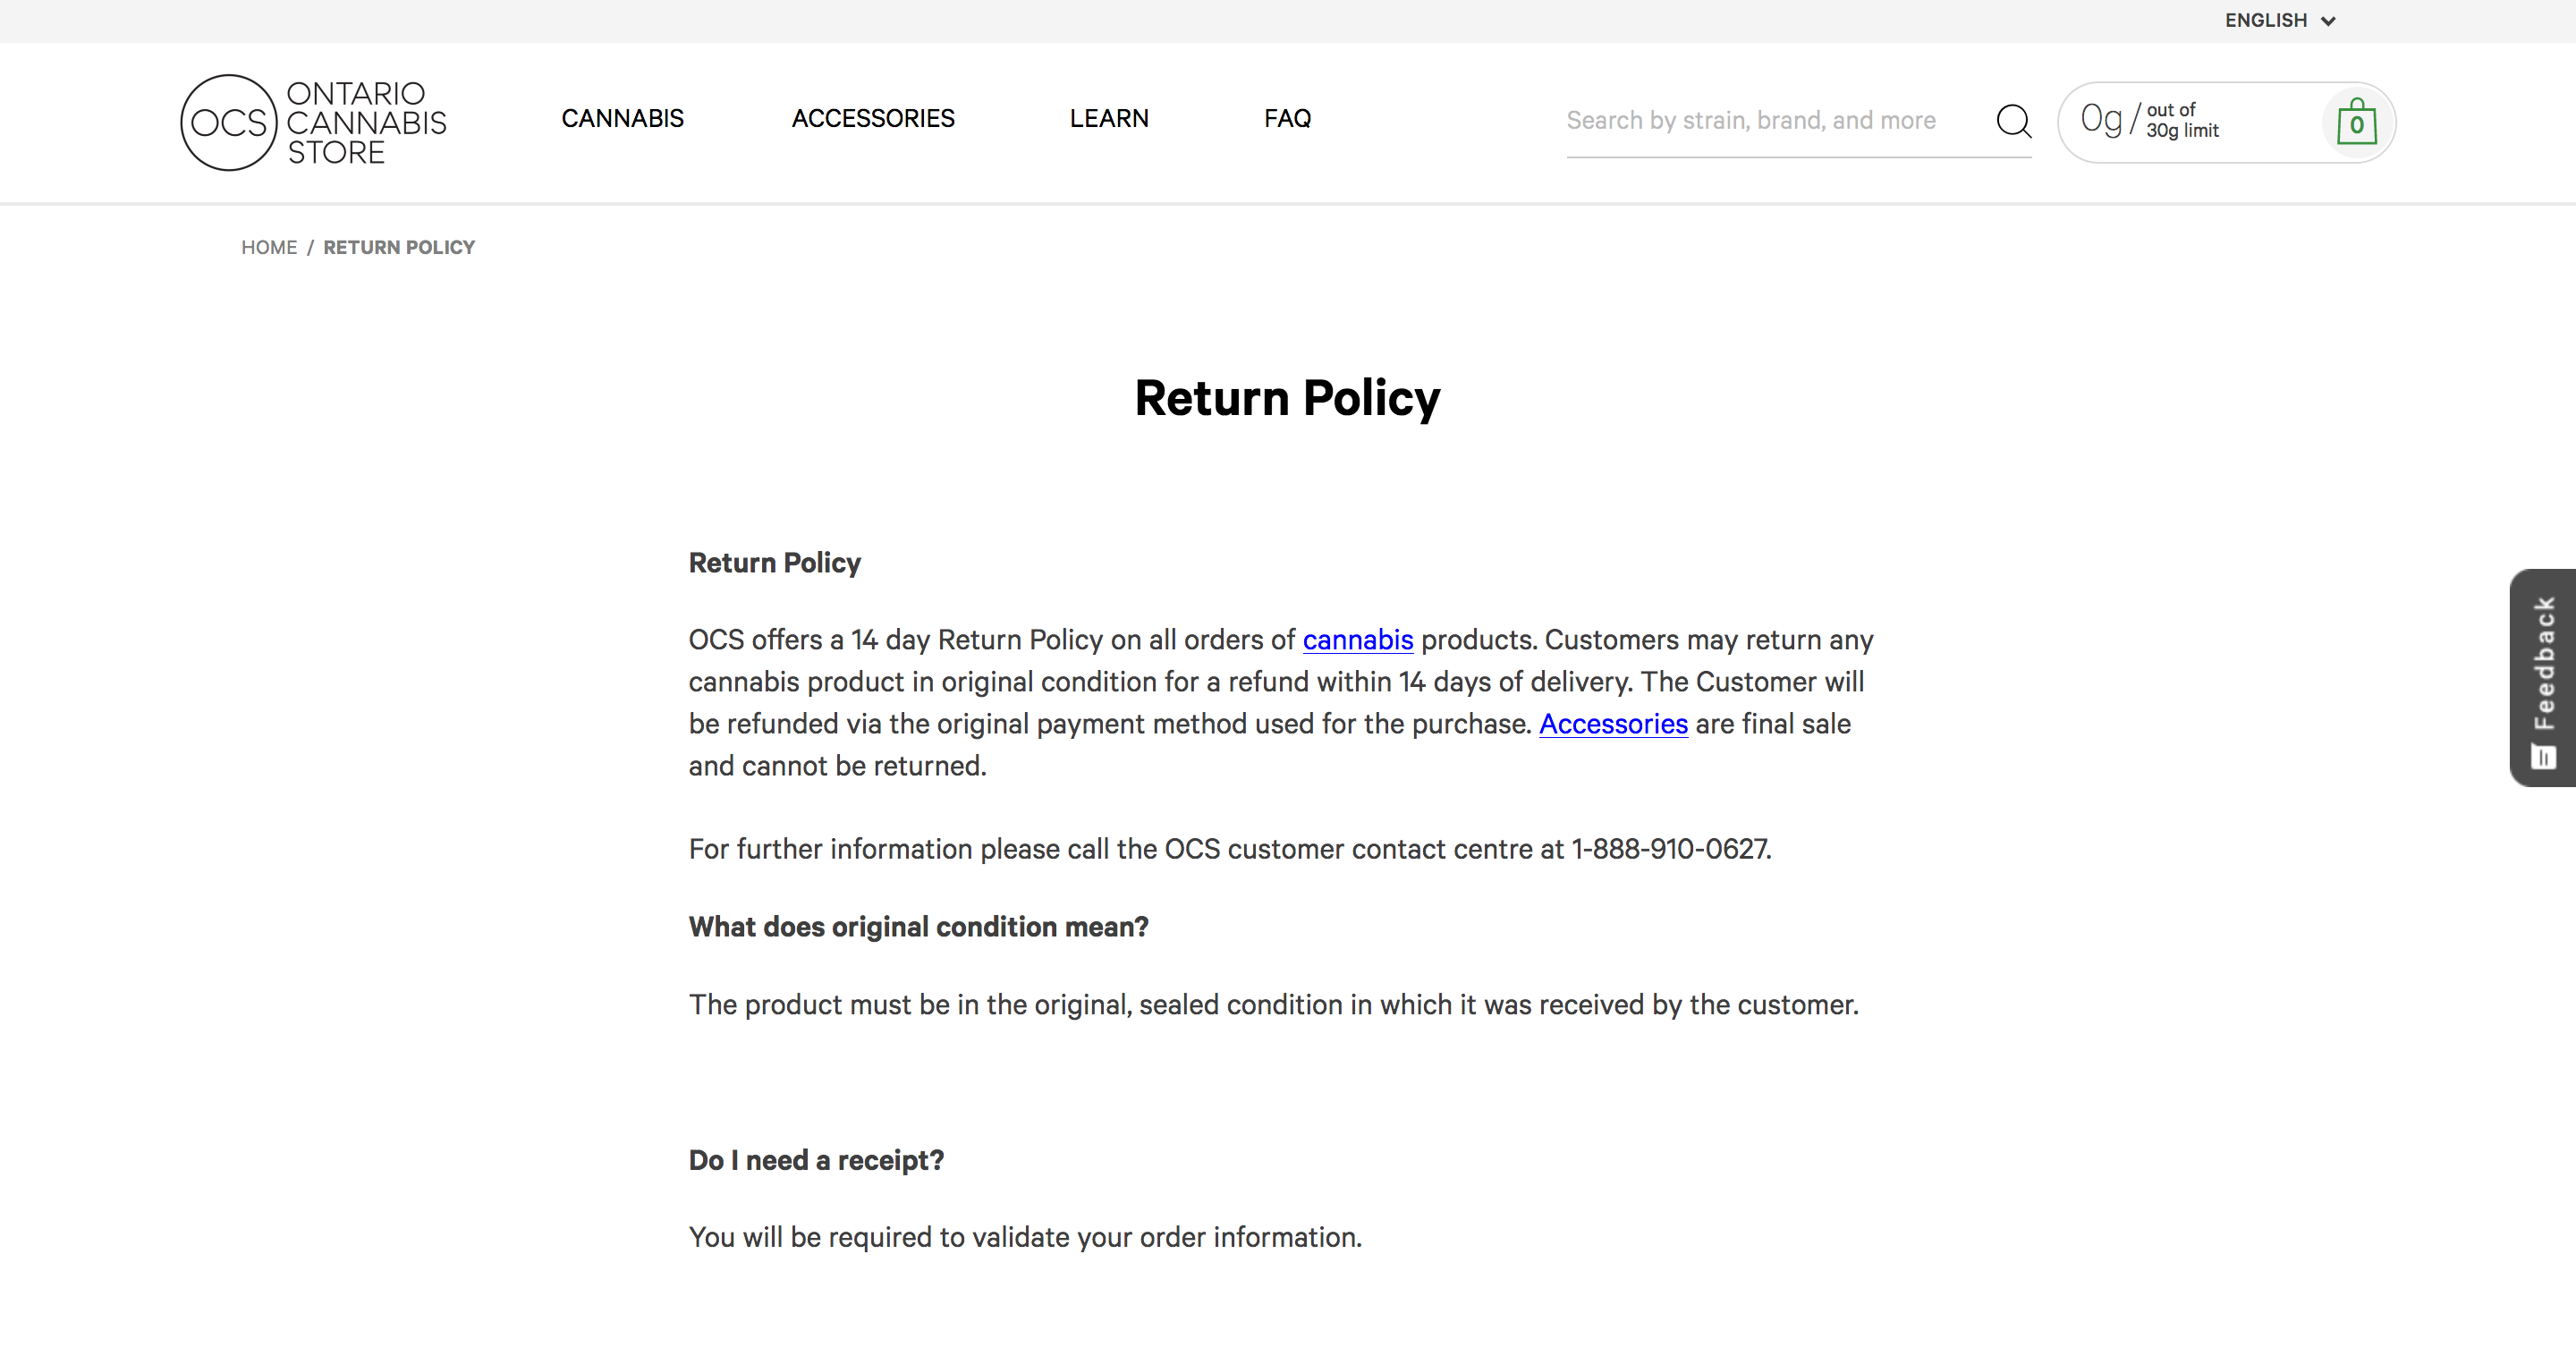 ENGLISH
OCS
ONTARIO
CANNABIS
STORE
CANNABIS
ACCESSORIES
LEARN
FAQ
Search by strain, brand, and more
0g / out of
30g limit
0
HOME / RETURN POLICY
Return Policy
Return Policy
OCS offers a 14 day Return Policy on all orders of cannabis products. Customers may return any
cannabis product in original condition for a refund within 14 days of delivery. The Customer will
be refunded via the original payment method used for the purchase. Accessories are final sale
and cannot be returned.
For further information please call the OCS customer contact centre at 1-888-910-0627.
What does original condition mean?
The product must be in the original, sealed condition in which it was received by the customer.
Do I need a receipt?
You will be required to validate your order information.
Feedback